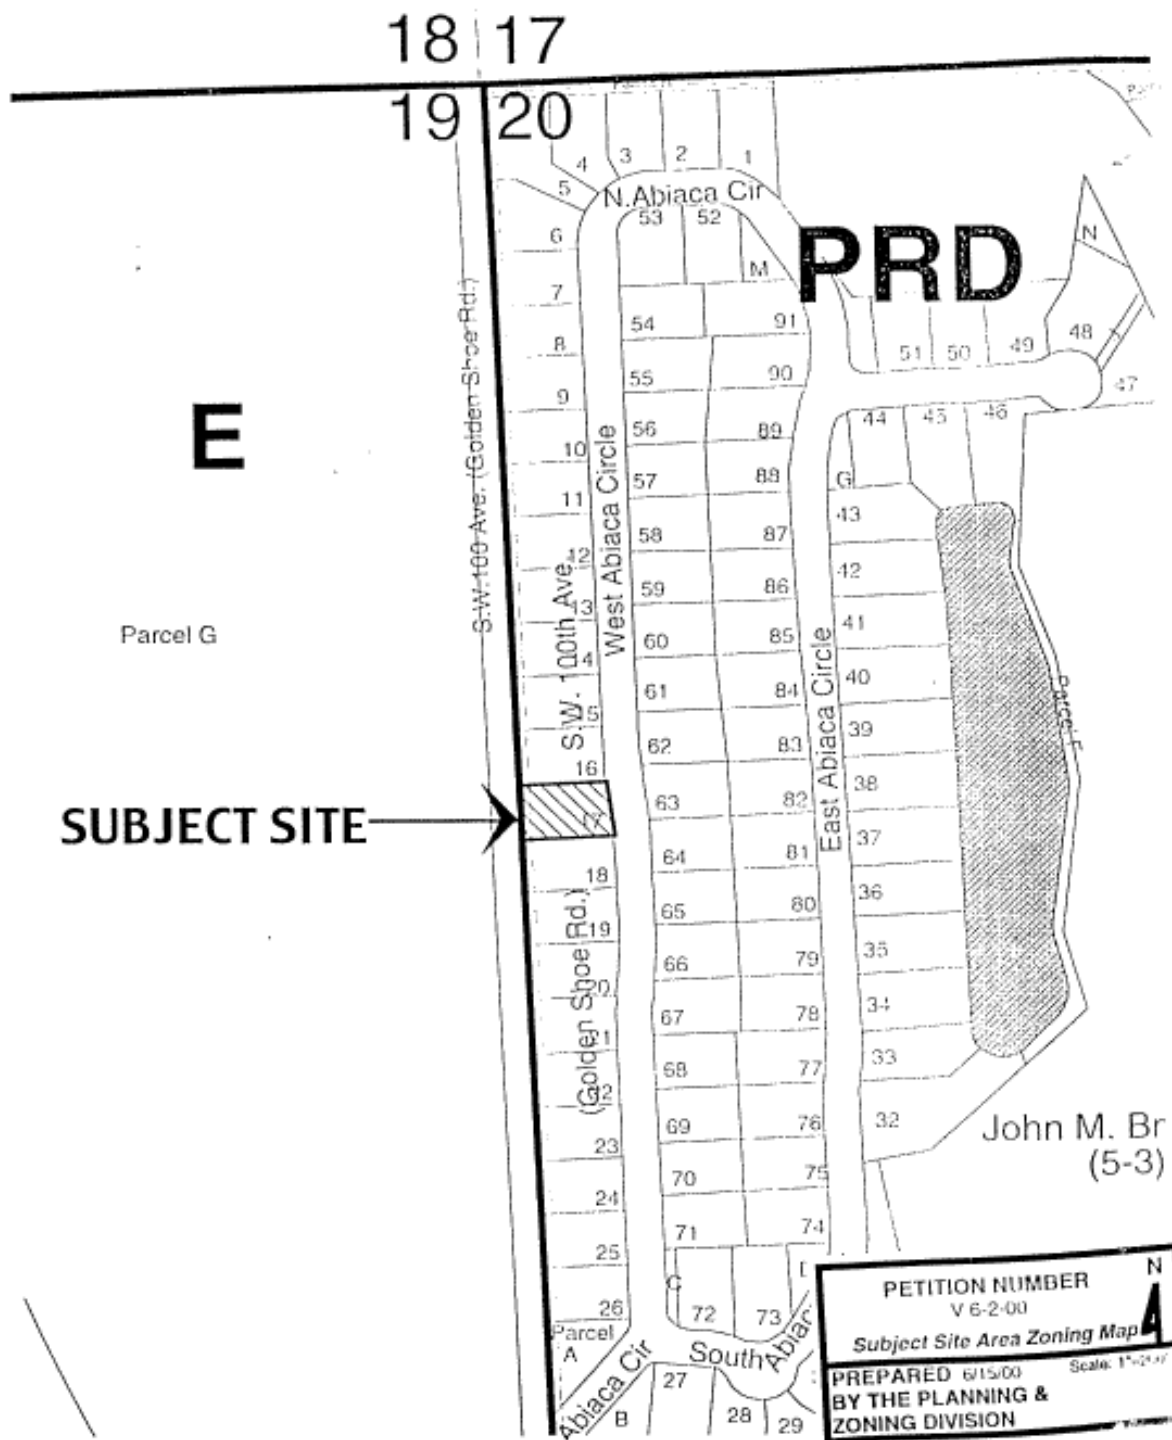 18 17
19 20
4 3 2 1
5
N.Abiaca Cir
53 52
6
M
PRD
N
7
54 91
8
51 50 49 48
55 90
47
9
44 45 46
E
56 89
10
57 88
G
11
43
58 87
12
42
59 86
13
41
Parcel G
60 85
40
61 84
39
62 83
16
38
63 82
SUBJECT SITE
17
37
64 81
18
36
65 80
19
35
66 79
20
34
67 78
33
68 77
32
69 76
23
70 75
24
71 74
25
C
72 73
26
Parcel
A
27
B
28
29
S.W. 100 Ave. (Golden Shoe Rd.)
S.W. 100th Ave.
(Golden Shoe Rd.)
West Abiaca Circle
East Abiaca Circle
Abiaca Cir
South Abiac
John M. Br
(5-3)
PETITION NUMBER
V 6-2-00
Subject Site Area Zoning Map
N
PREPARED 6/15/00
BY THE PLANNING &
ZONING DIVISION
Scale: